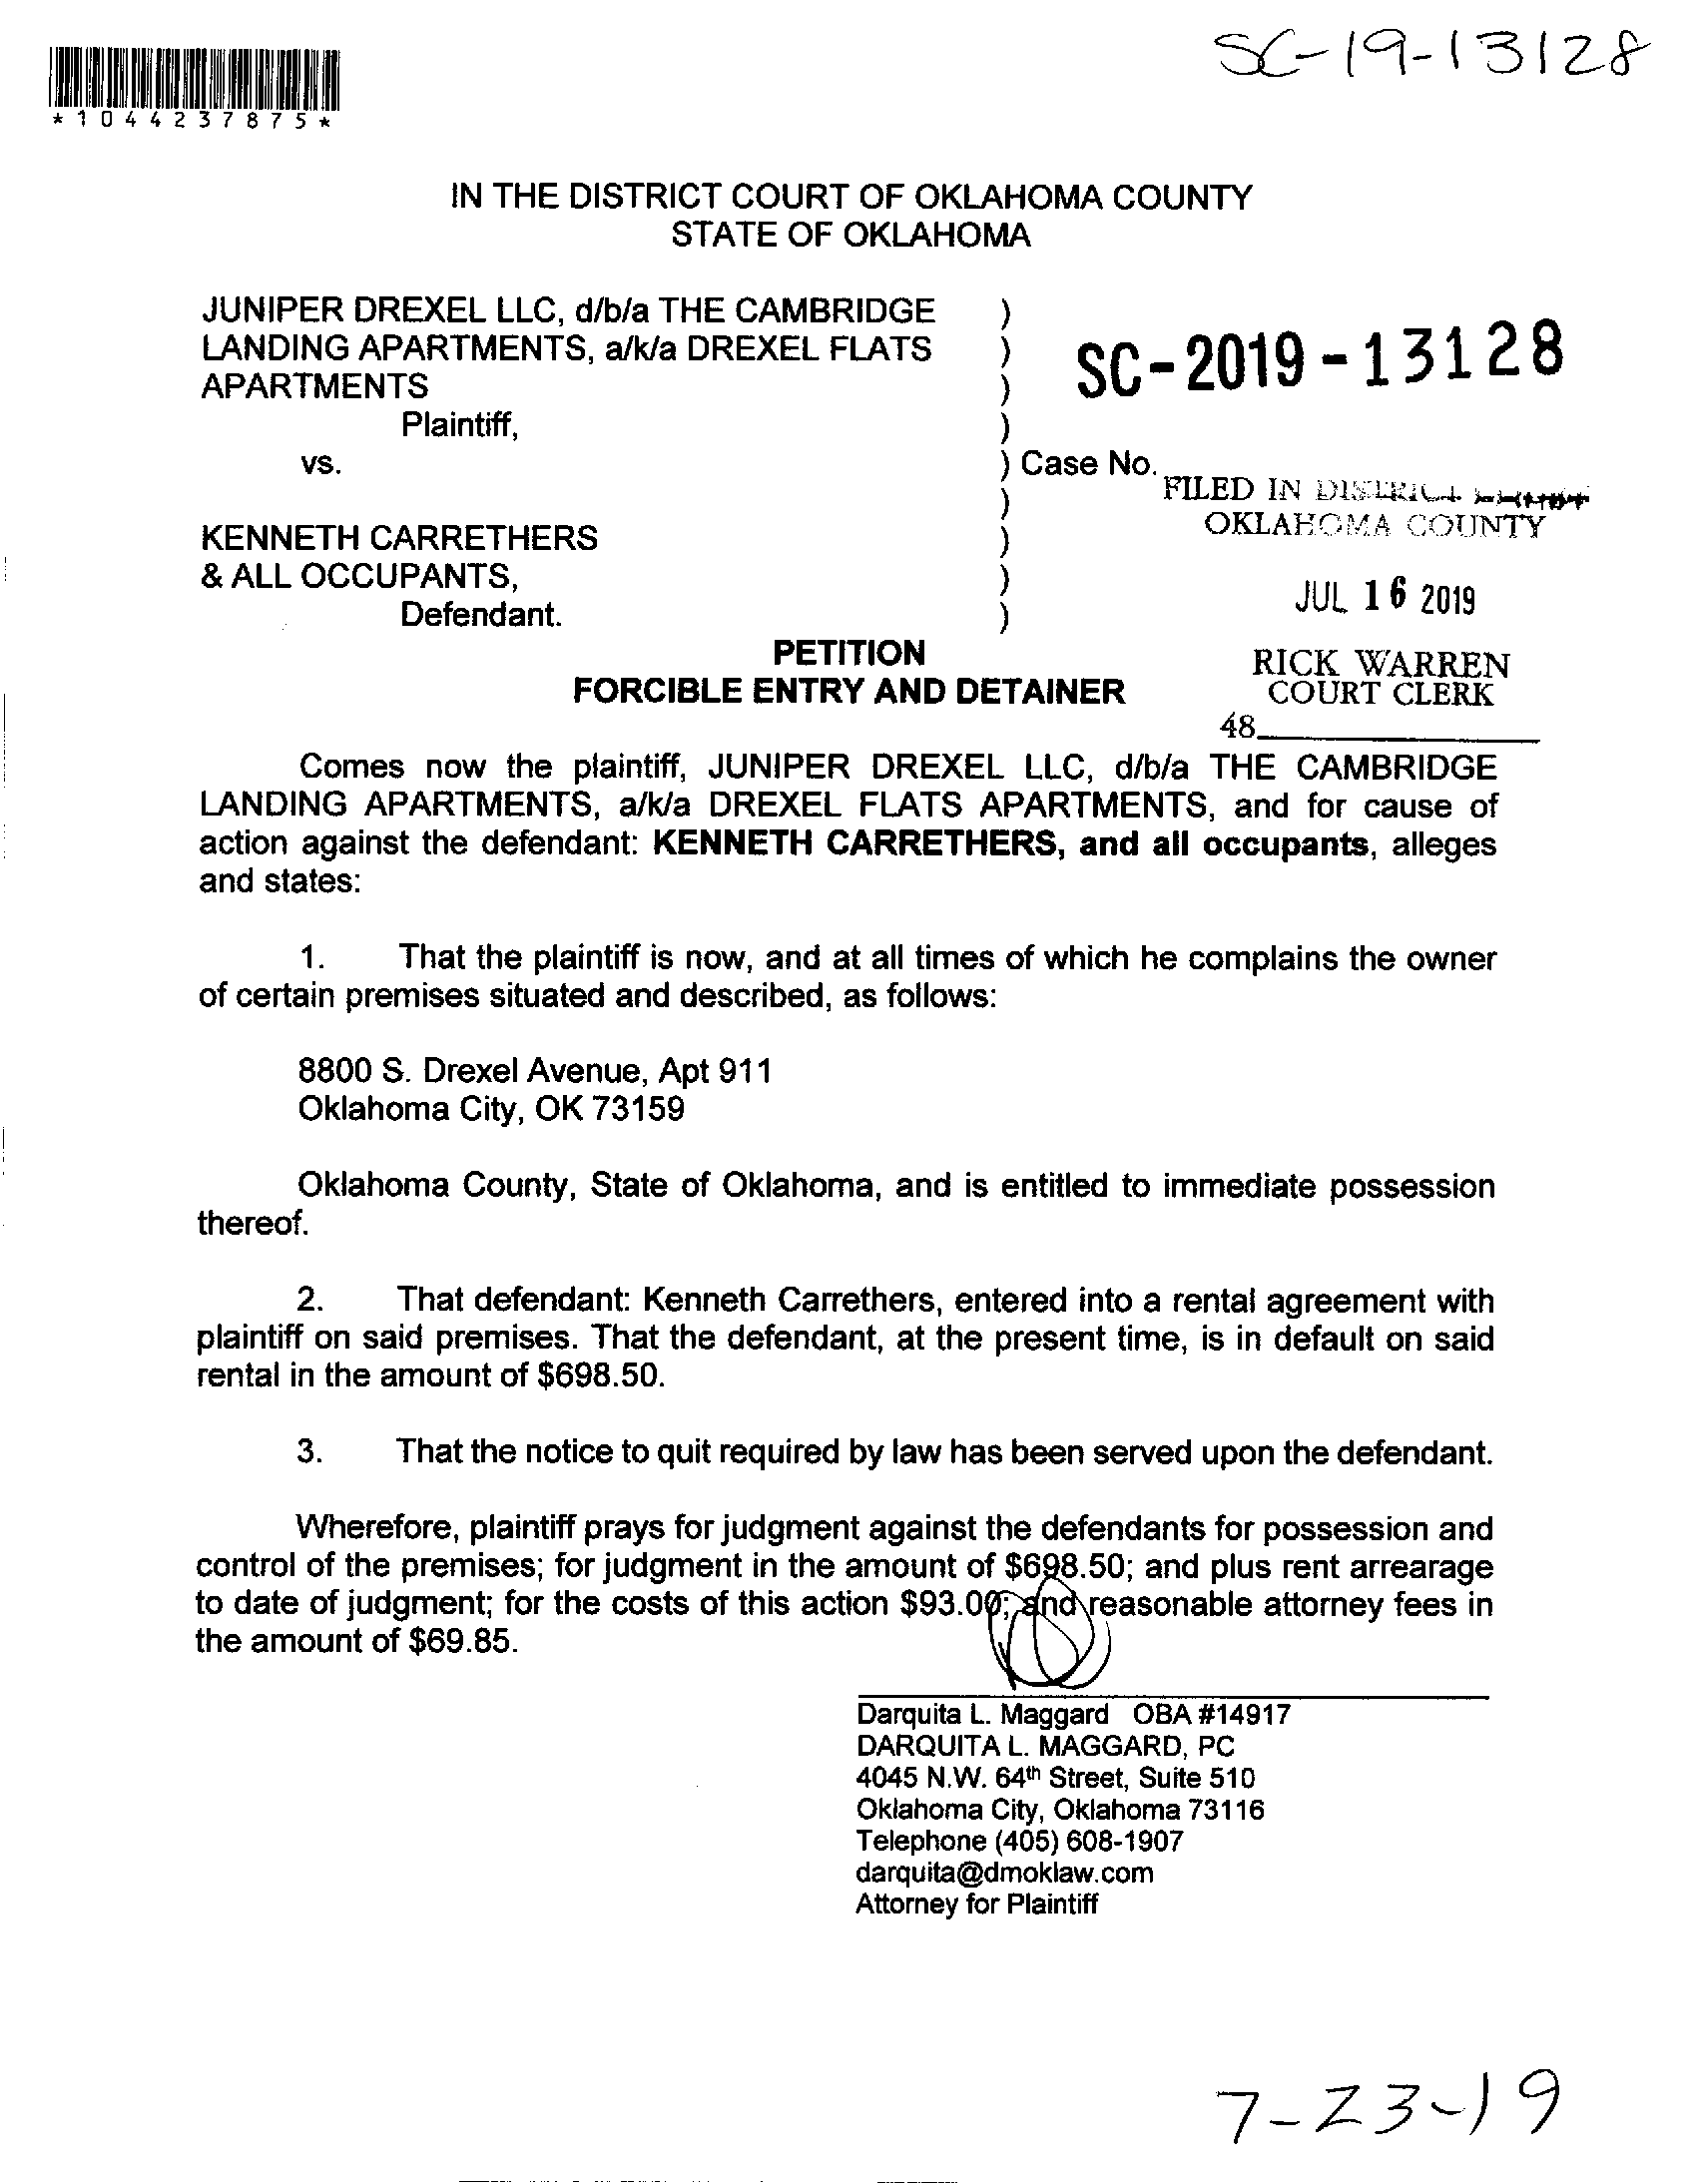 SC-19-13128
*1044237875*
IN THE DISTRICT COURT OF OKLAHOMA COUNTY
STATE OF OKLAHOMA
JUNIPER DREXEL LLC, d/b/a THE CAMBRIDGE )
LANDING APARTMENTS, a/k/a DREXEL FLATS )
APARTMENTS )
SC-2019-13128
Plaintiff, )
vs. ) Case No.
)
FILED IN DISTRICT
OKLAHOMA COUNTY
KENNETH CARRETHERS )
& ALL OCCUPANTS, )
Defendant. )
JUL 16 2019
PETITION
FORCIBLE ENTRY AND DETAINER
RICK WARREN
COURT CLERK
48
Comes now the plaintiff, JUNIPER DREXEL LLC, d/b/a THE CAMBRIDGE
LANDING APARTMENTS, a/k/a DREXEL FLATS APARTMENTS, and for cause of
action against the defendant: KENNETH CARRETHERS, and all occupants, alleges
and states:
1. That the plaintiff is now, and at all times of which he complains the owner
of certain premises situated and described, as follows:
8800 S. Drexel Avenue, Apt 911
Oklahoma City, OK 73159
Oklahoma County, State of Oklahoma, and is entitled to immediate possession
thereof.
2. That defendant: Kenneth Carrethers, entered into a rental agreement with
plaintiff on said premises. That the defendant, at the present time, is in default on said
rental in the amount of $698.50.
3. That the notice to quit required by law has been served upon the defendant.
Wherefore, plaintiff prays for judgment against the defendants for possession and
control of the premises; for judgment in the amount of $698.50; and plus rent arrearage
to date of judgment; for the costs of this action $93.00; and reasonable attorney fees in
the amount of $69.85.
Darquita L. Maggard OBA #14917
DARQUITA L. MAGGARD, PC
4045 N.W. 64th Street, Suite 510
Oklahoma City, Oklahoma 73116
Telephone (405) 608-1907
darquita@dmoklaw.com
Attorney for Plaintiff
7-23-19